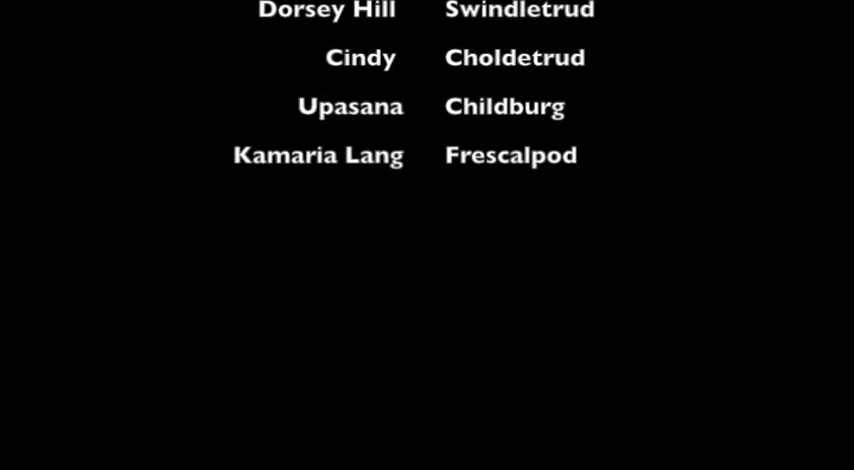 Dorsey Hill Swindletrud
Cindy Choldetrud
Upasana Childburg
Kamaria Lang Frescalpod